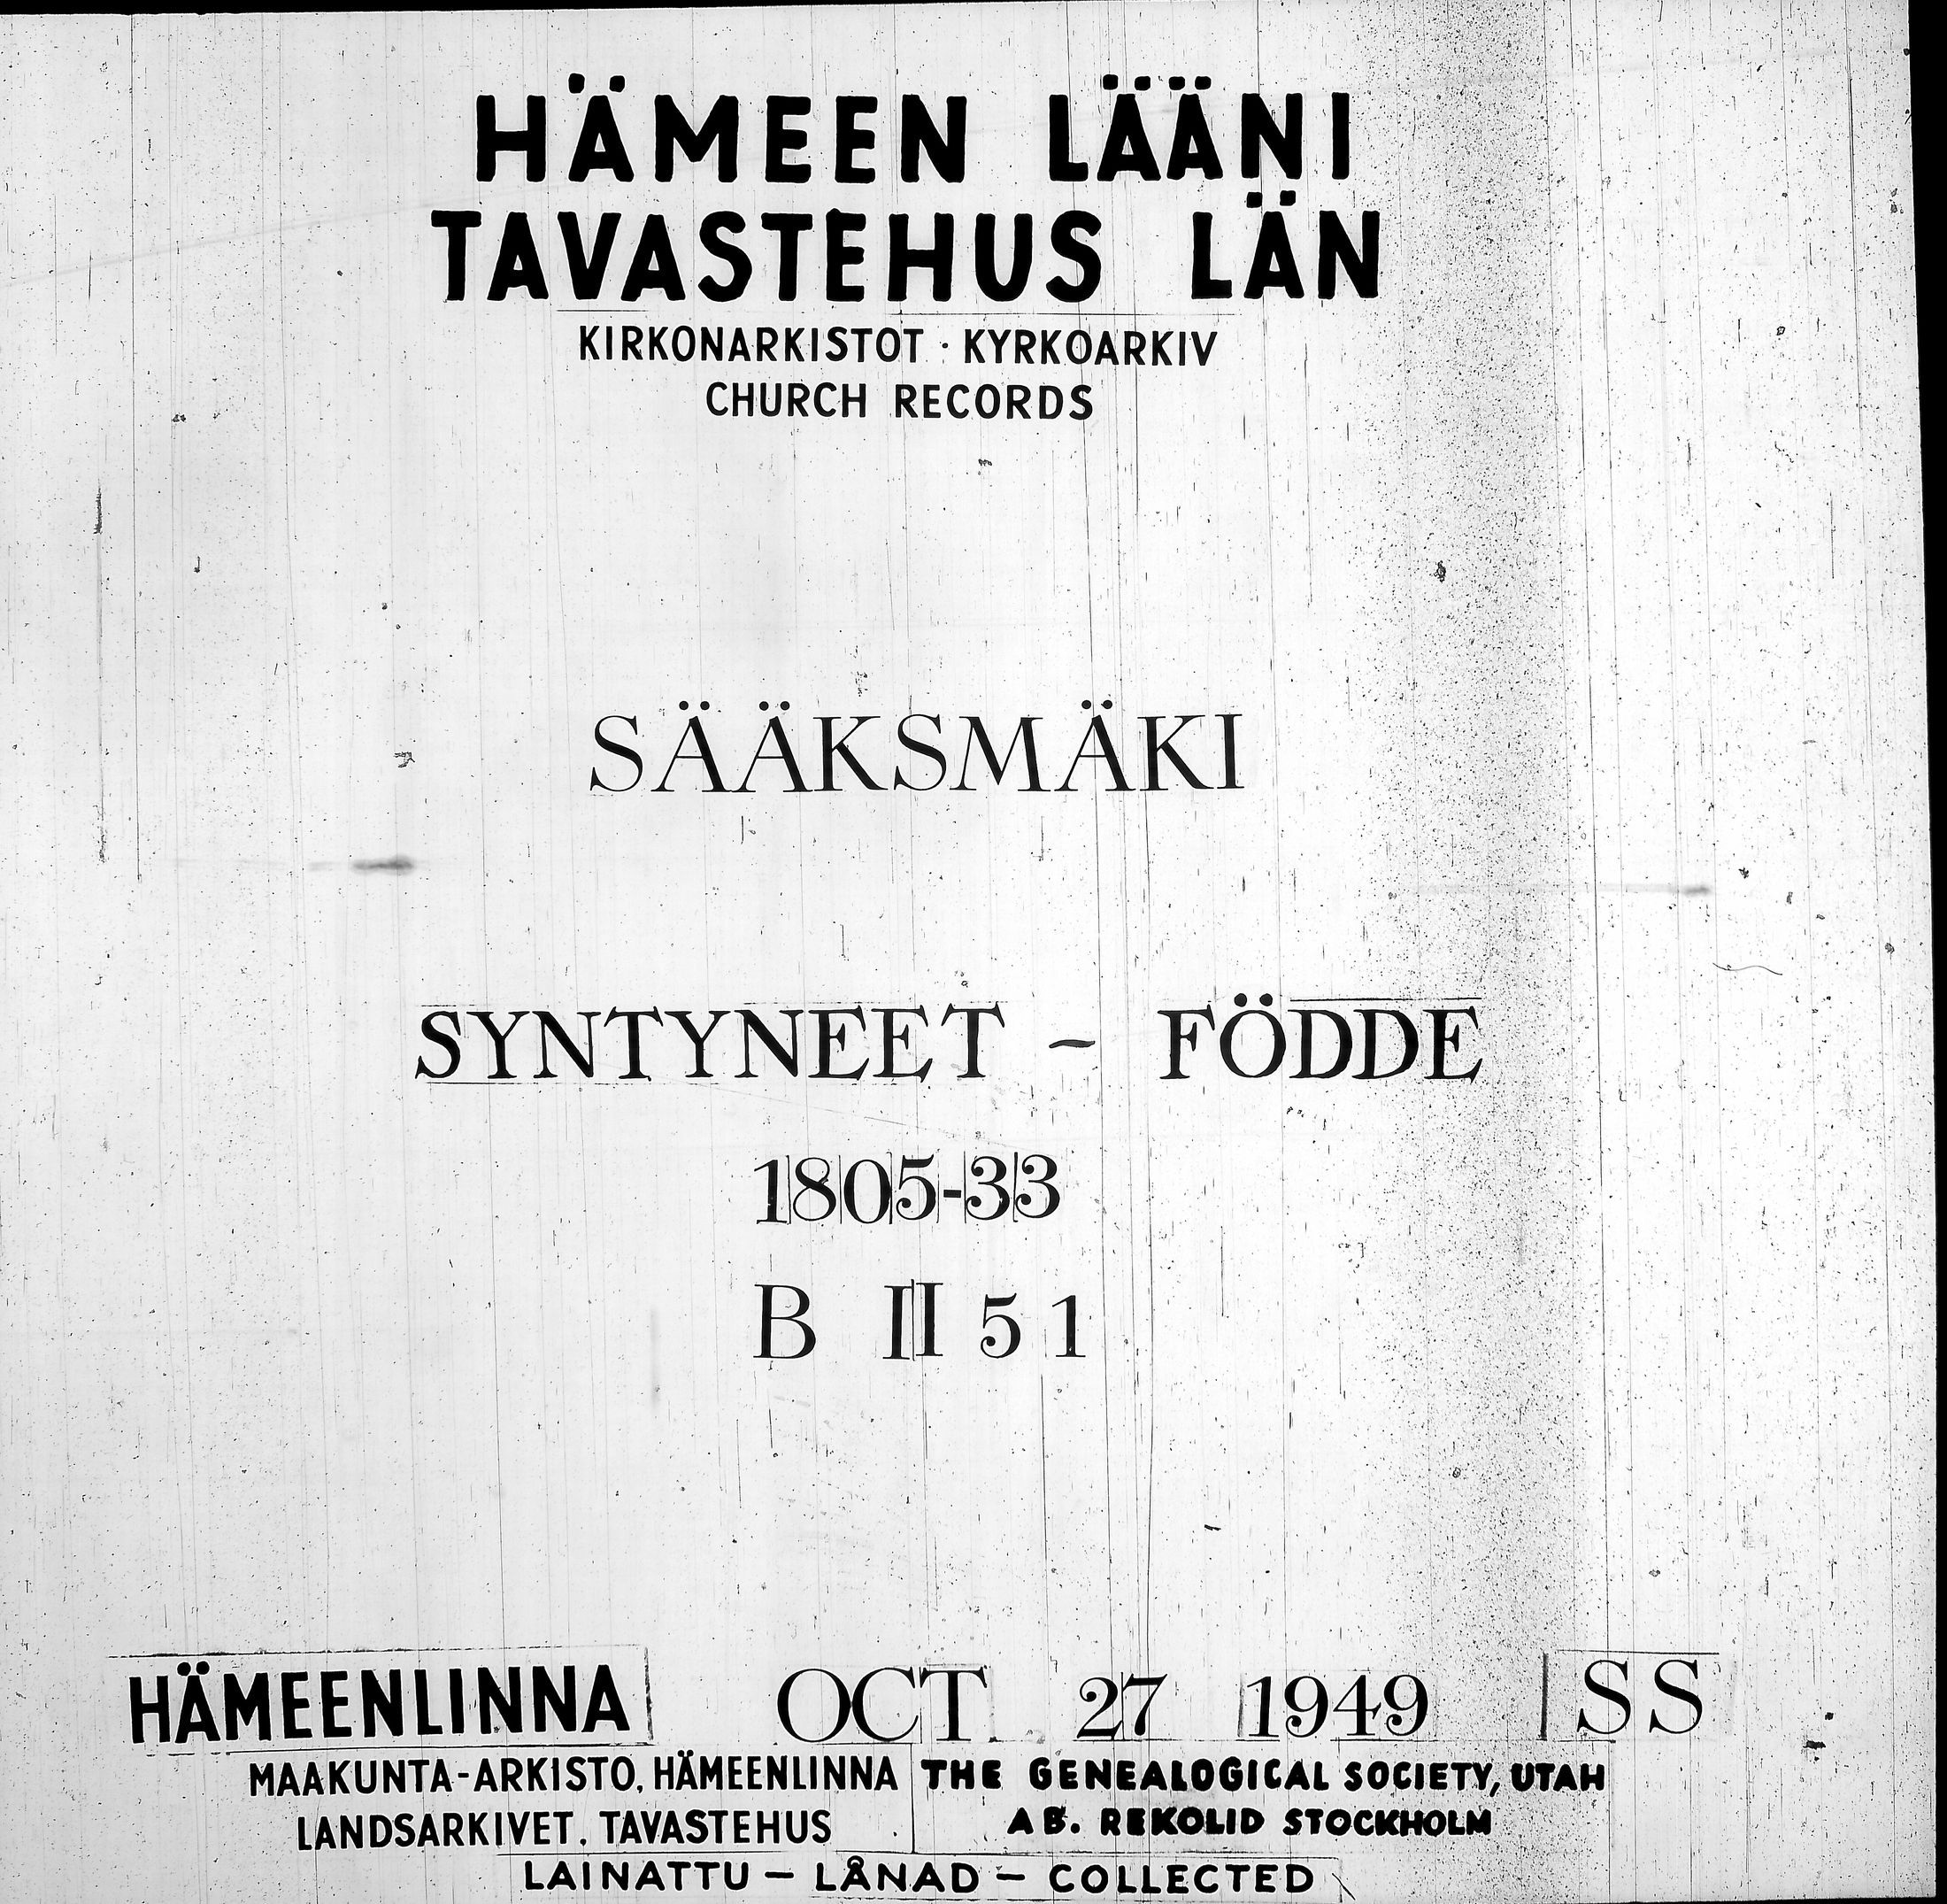 HÄMEEN LÄÄNI
TAVASTEHUS LÄN
KIRKONARKISTOT · KYRKOARKIV
CHURCH RECORDS
SÄÄKSMÄKI
SYNTYNEET - FÖDDE
1805-33
B II 51
HÄMEENLINNA OCT 27 1949 SS
MAAKUNTA-ARKISTO, HÄMEENLINNA THE GENEALOGICAL SOCIETY, UTAH
LANDSARKIVET, TAVASTEHUS AB. REKOLID STOCKHOLM
LAINATTU - LÅNAD - COLLECTED